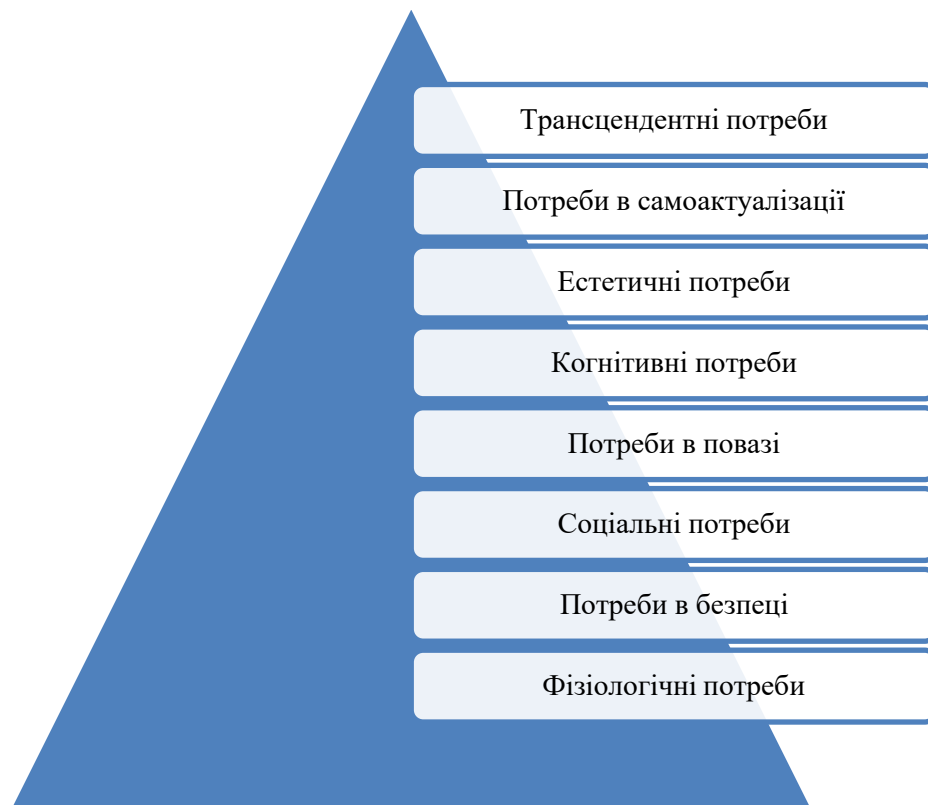 Трансцендентні потреби
Потреби в самоактуалізації
Естетичні потреби
Когнітивні потреби
Потреби в повазі
Соціальні потреби
Потреби в безпеці
Фізіологічні потреби